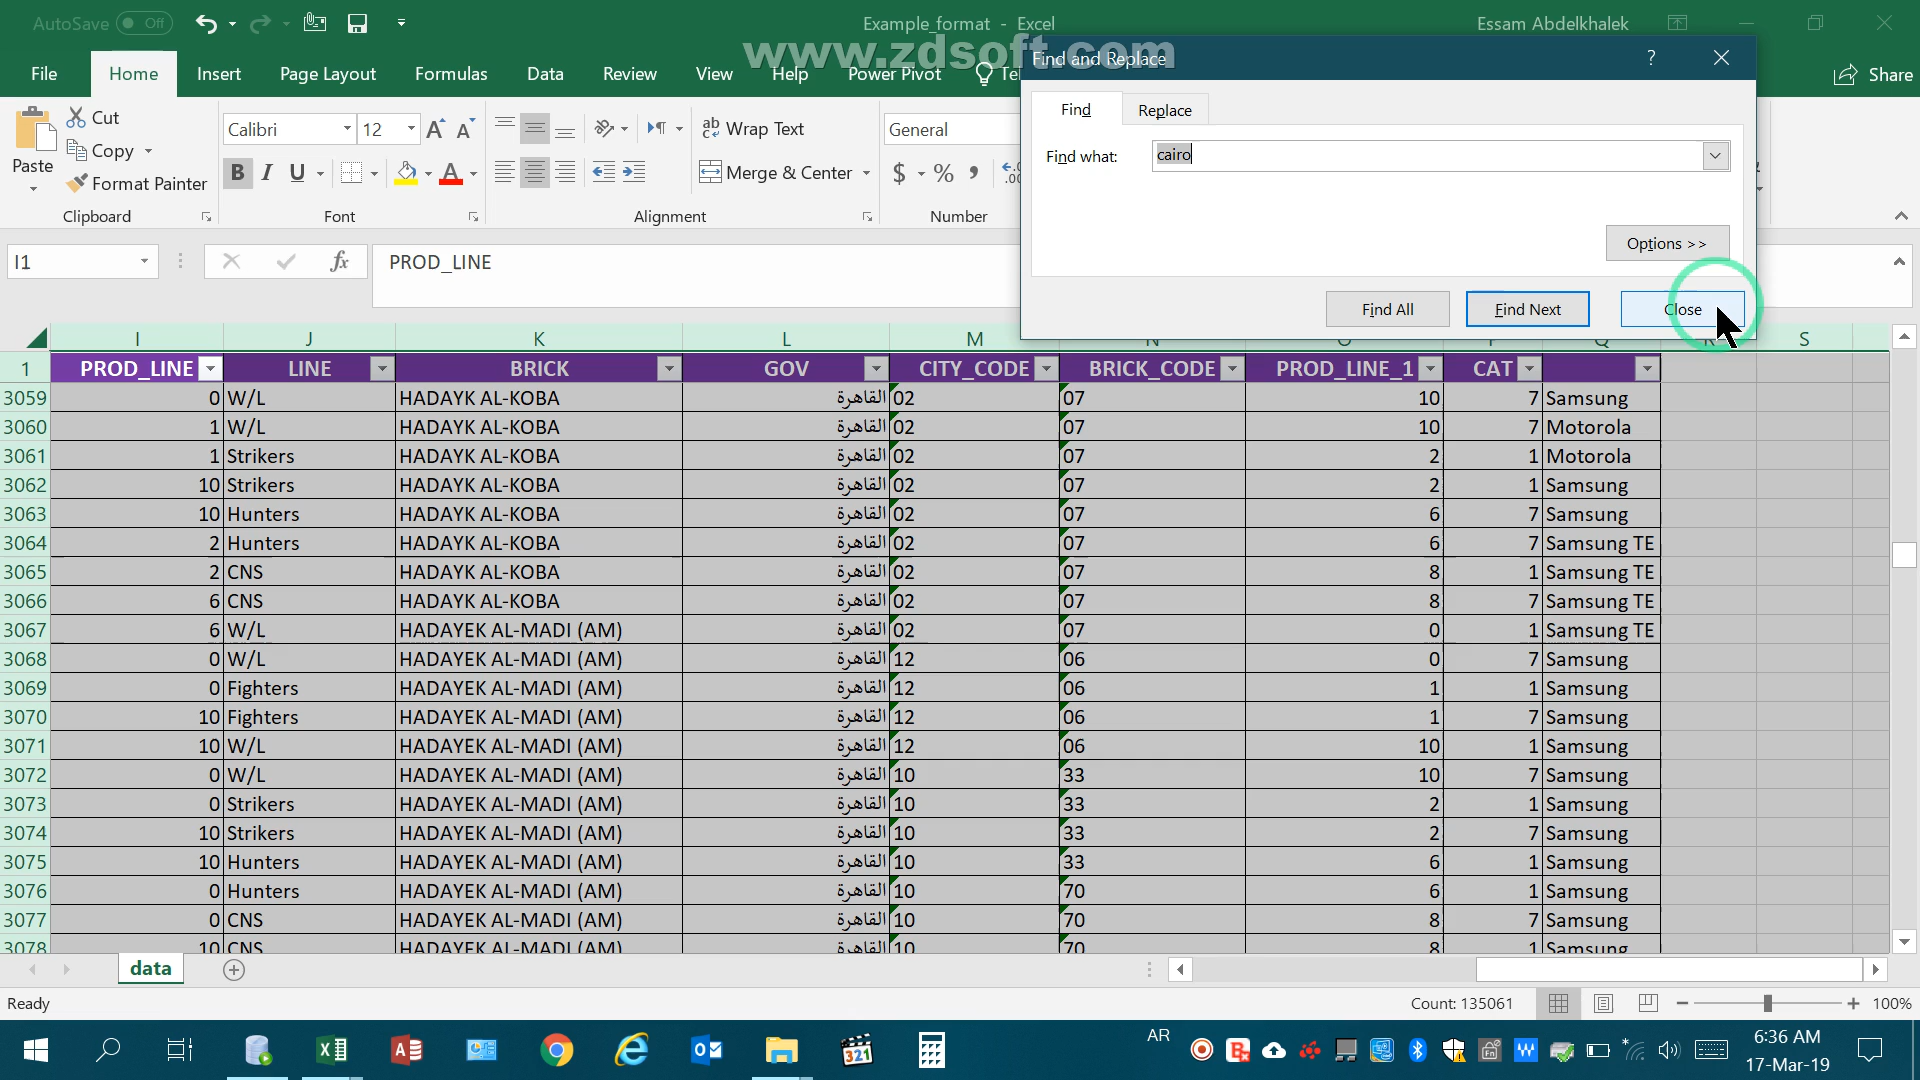 AutoSave Off
Example_format - Excel
Essam Abdelkhalek
www.zdsoft.com
File Home Insert Page Layout Formulas Data Review View Help Power Pivot
Share
Find and Replace
?
Find Replace
Find what: cairo
Options >>
Find All Find Next Close
Cut
Copy
Format Painter
Paste
Clipboard
Calibri 12
B I U
Font
Wrap Text
Merge & Center
Alignment
General
$ % ,
Number
I1 fx PROD_LINE
I J K L M N O P Q R S
1 PROD_LINE LINE BRICK GOV CITY_CODE BRICK_CODE PROD_LINE_1 CAT
3059 0 W/L HADAYK AL-KOBA القاهرة 02 07 10 7 Samsung
3060 1 W/L HADAYK AL-KOBA القاهرة 02 07 10 7 Motorola
3061 1 Strikers HADAYK AL-KOBA القاهرة 02 07 2 1 Motorola
3062 10 Strikers HADAYK AL-KOBA القاهرة 02 07 2 1 Samsung
3063 10 Hunters HADAYK AL-KOBA القاهرة 02 07 6 7 Samsung
3064 2 Hunters HADAYK AL-KOBA القاهرة 02 07 6 7 Samsung TE
3065 2 CNS HADAYK AL-KOBA القاهرة 02 07 8 1 Samsung TE
3066 6 CNS HADAYK AL-KOBA القاهرة 02 07 8 7 Samsung TE
3067 6 W/L HADAYEK AL-MADI (AM) القاهرة 02 07 0 1 Samsung TE
3068 0 W/L HADAYEK AL-MADI (AM) القاهرة 12 06 0 7 Samsung
3069 0 Fighters HADAYEK AL-MADI (AM) القاهرة 12 06 1 1 Samsung
3070 10 Fighters HADAYEK AL-MADI (AM) القاهرة 12 06 1 7 Samsung
3071 10 W/L HADAYEK AL-MADI (AM) القاهرة 12 06 10 1 Samsung
3072 0 W/L HADAYEK AL-MADI (AM) القاهرة 10 33 10 7 Samsung
3073 0 Strikers HADAYEK AL-MADI (AM) القاهرة 10 33 2 1 Samsung
3074 10 Strikers HADAYEK AL-MADI (AM) القاهرة 10 33 2 7 Samsung
3075 10 Hunters HADAYEK AL-MADI (AM) القاهرة 10 33 6 1 Samsung
3076 0 Hunters HADAYEK AL-MADI (AM) القاهرة 10 70 6 1 Samsung
3077 0 CNS HADAYEK AL-MADI (AM) القاهرة 10 70 8 7 Samsung
3078 10 CNS HADAYEK AL-MADI (AM) القاهرة 10 70 8 1 Samsung
data
Ready
Count: 135061
100%
AR
6:36 AM
17-Mar-19